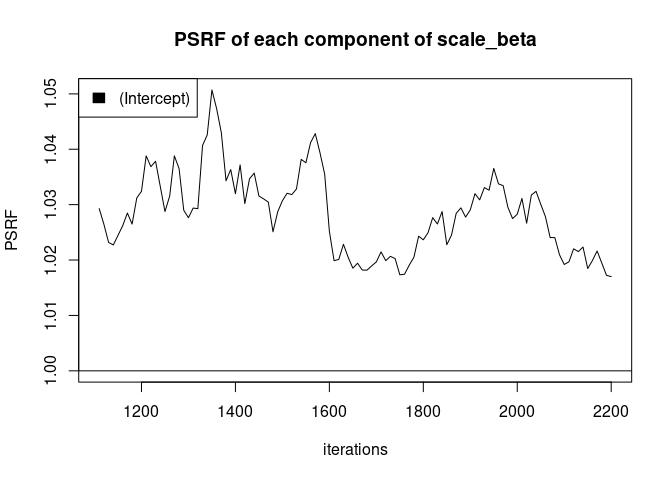 PSRF of each component of scale_beta
(Intercept)
PSRF
1.05
1.04
1.03
1.02
1.01
1.00
1200 1400 1600 1800 2000 2200
iterations